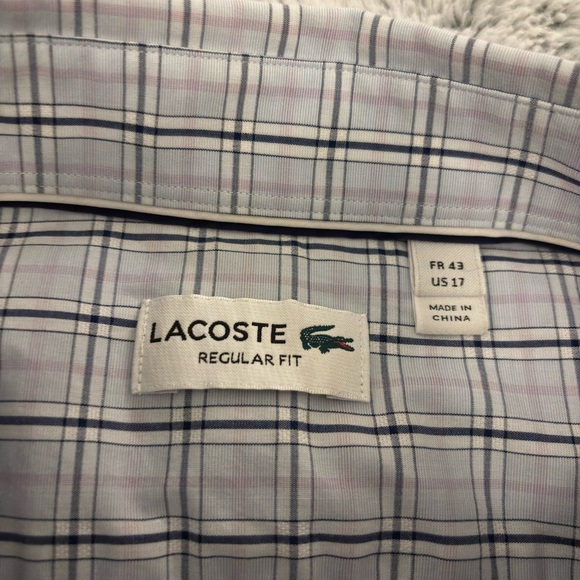 LACOSTE
REGULAR FIT
FR 43
US 17
MADE IN
CHINA